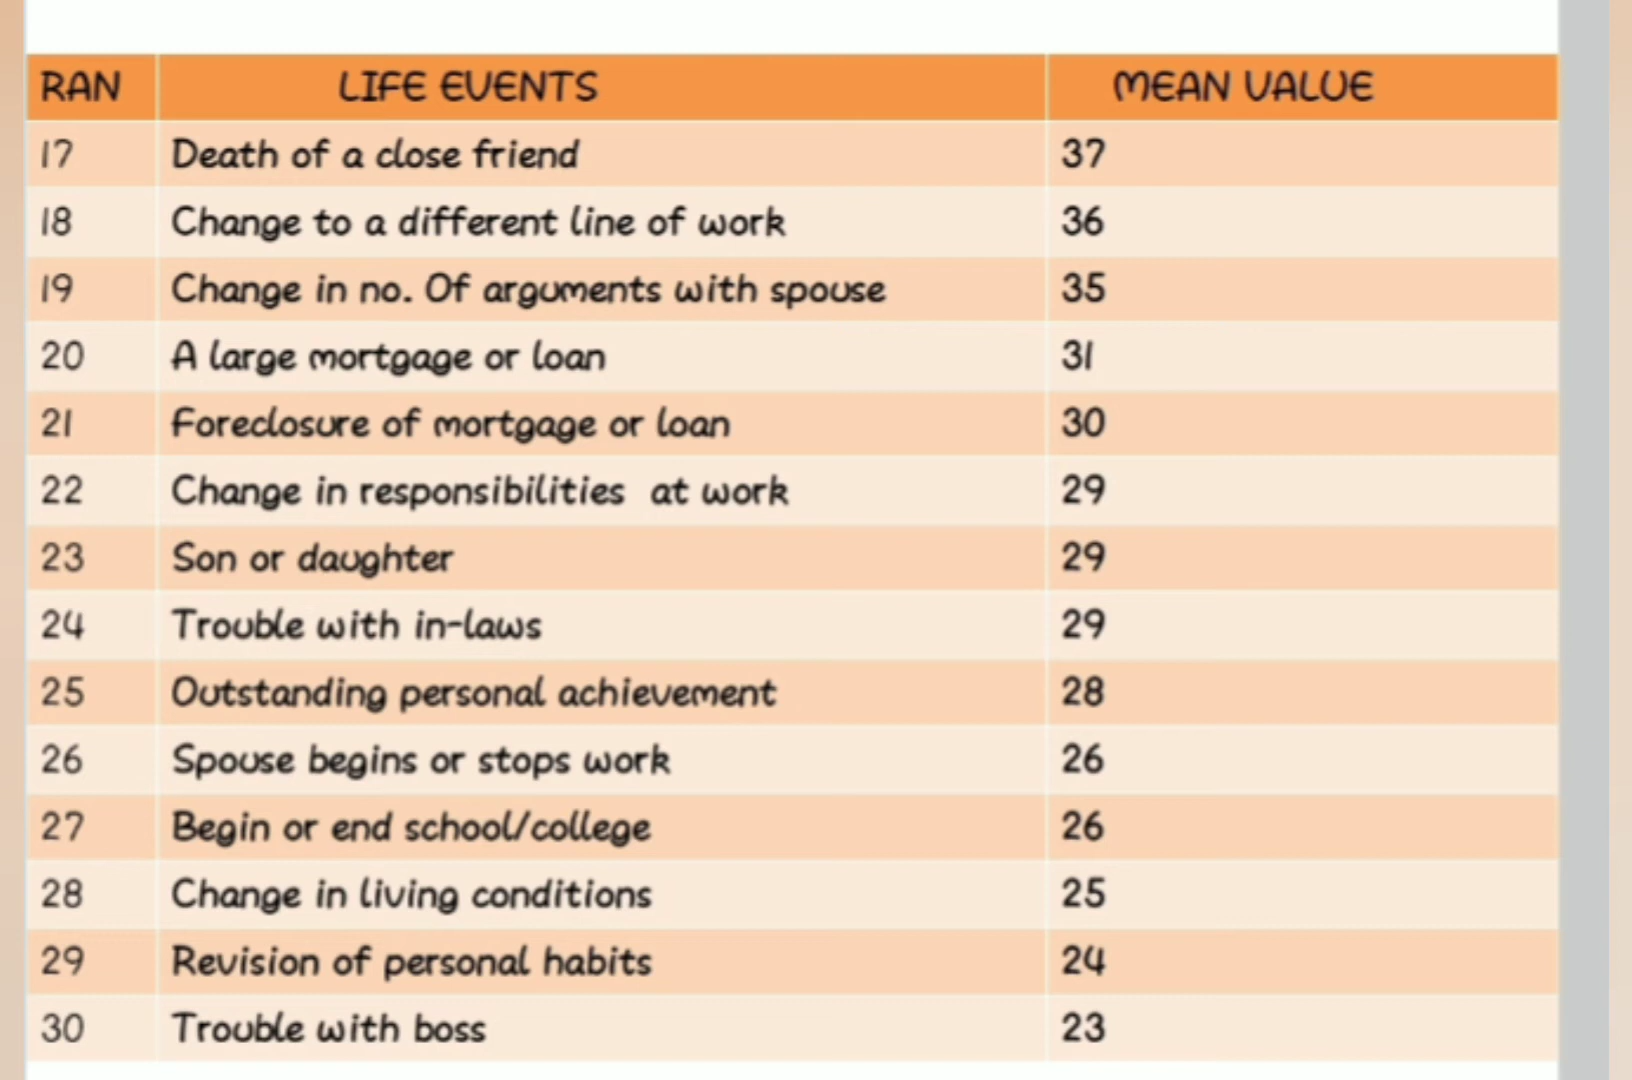 RAN LIFE EVENTS MEAN VALUE
17 Death of a close friend 37
18 Change to a different line of work 36
19 Change in no. Of arguments with spouse 35
20 A large mortgage or loan 31
21 Foreclosure of mortgage or loan 30
22 Change in responsibilities at work 29
23 Son or daughter 29
24 Trouble with in-laws 29
25 Outstanding personal achievement 28
26 Spouse begins or stops work 26
27 Begin or end school/college 26
28 Change in living conditions 25
29 Revision of personal habits 24
30 Trouble with boss 23